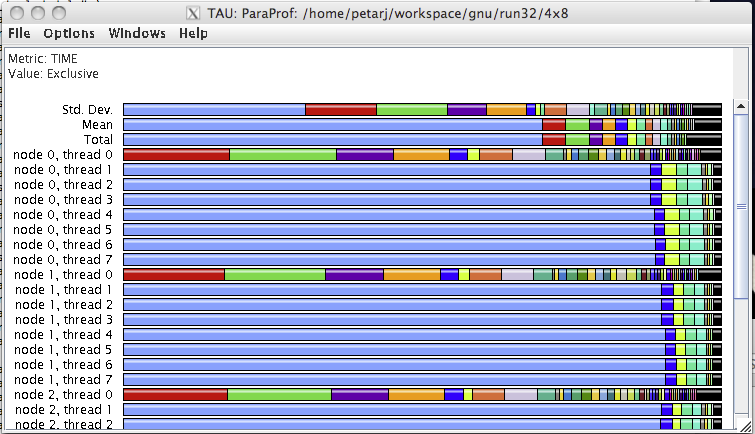 TAU: ParaProf: /home/petarj/workspace/gnu/run32/4x8
File Options Windows Help
Metric: TIME
Value: Exclusive
Std. Dev.
Mean
Total
node 0, thread 0
node 0, thread 1
node 0, thread 2
node 0, thread 3
node 0, thread 4
node 0, thread 5
node 0, thread 6
node 0, thread 7
node 1, thread 0
node 1, thread 1
node 1, thread 2
node 1, thread 3
node 1, thread 4
node 1, thread 5
node 1, thread 6
node 1, thread 7
node 2, thread 0
node 2, thread 1
node 2, thread 2